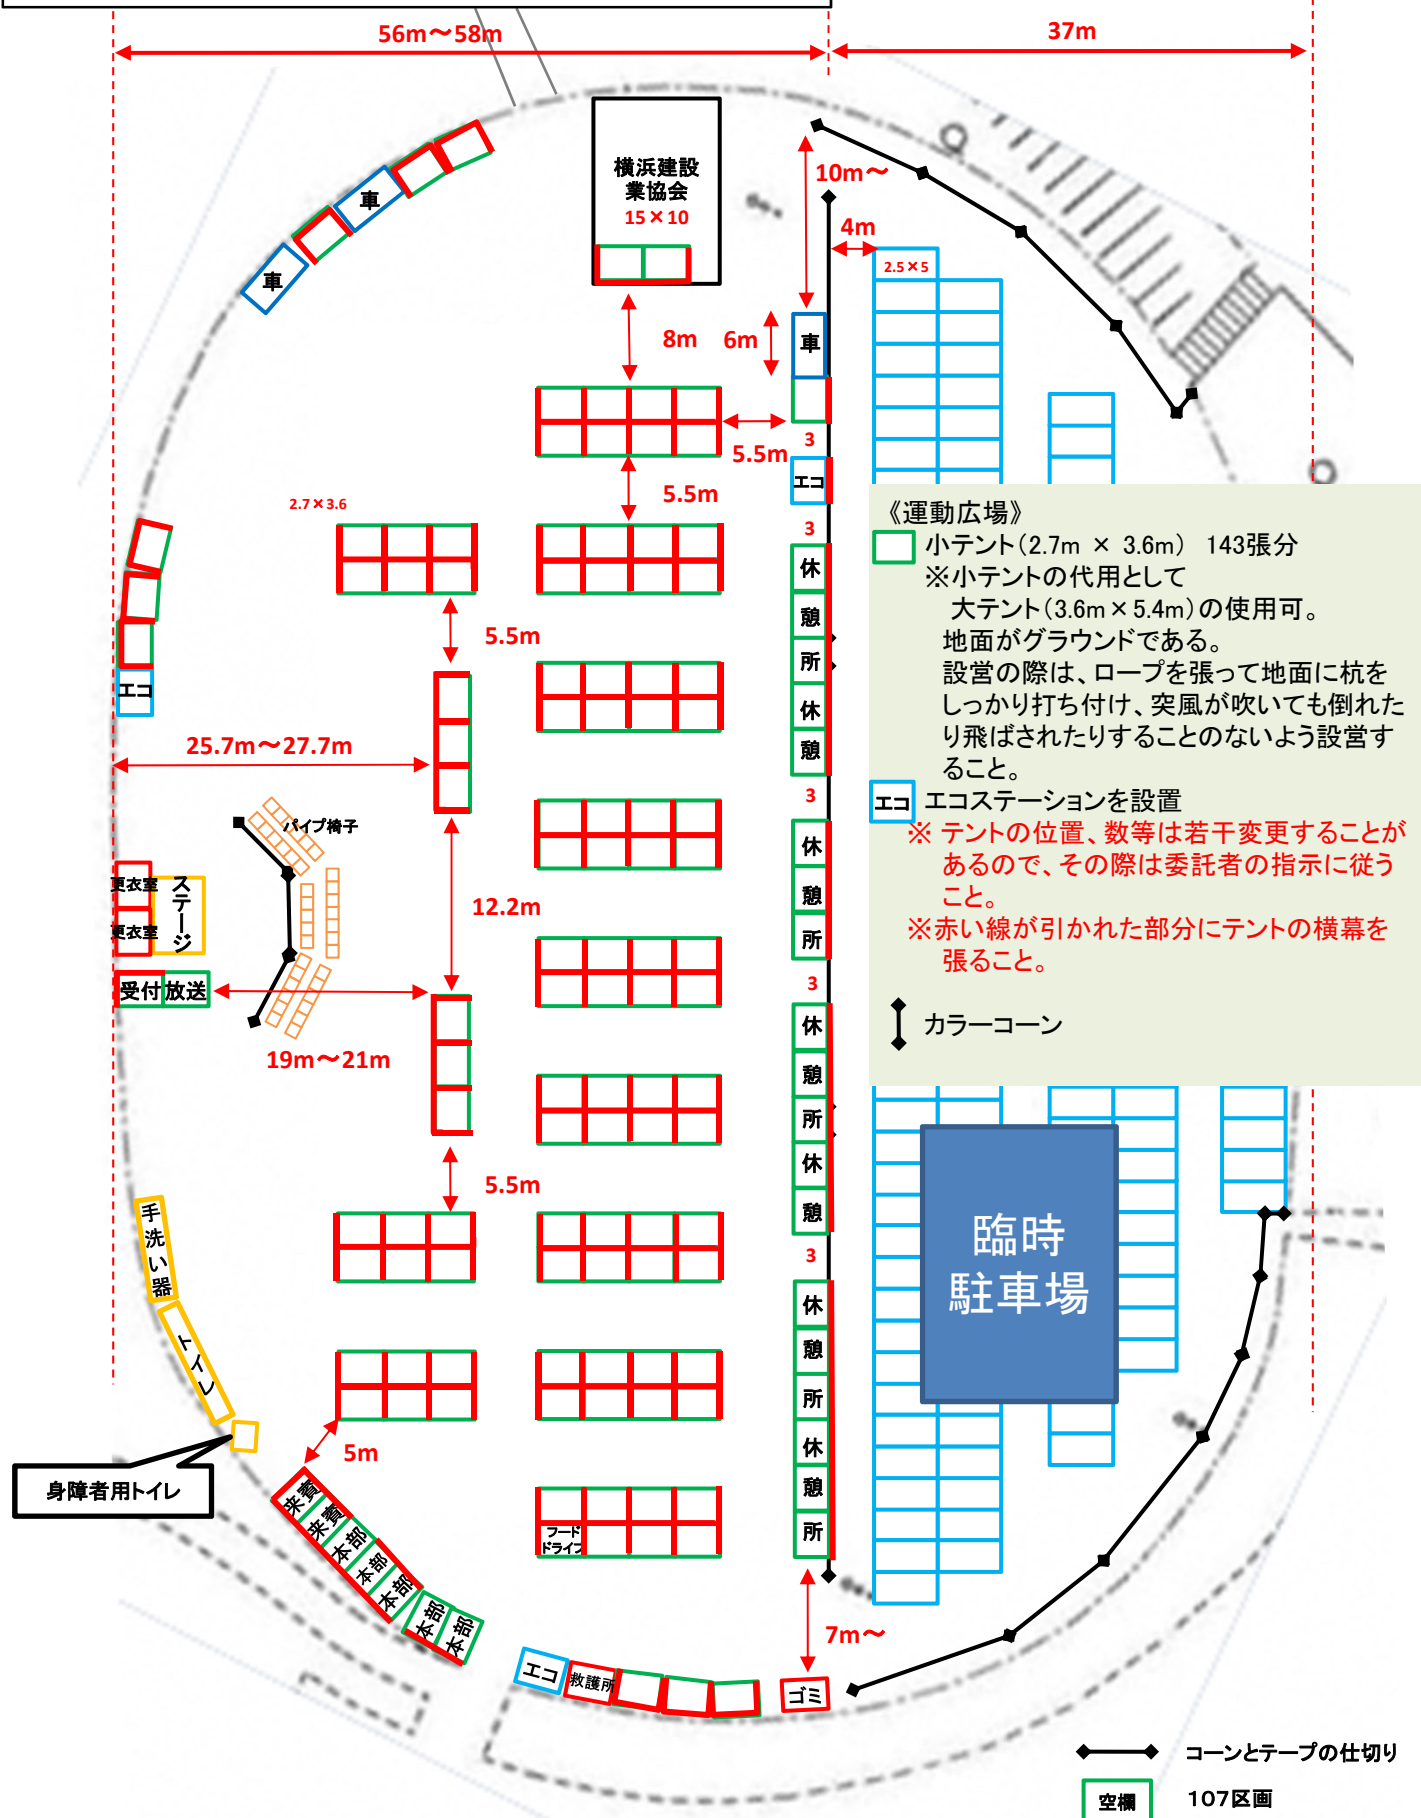 56m～58m
37m
横浜建設
業協会
15×10
10m～
4m
2.5×5
車
車
8m
6m
車
5.5m
3
エコ
5.5m
2.7×3.6
3
《運動広場》
小テント(2.7m × 3.6m) 143張分
※小テントの代用として
大テント(3.6m×5.4m)の使用可。
地面がグラウンドである。
設営の際は、ロープを張って地面に杭を
しっかり打ち付け、突風が吹いても倒れた
り飛ばされたりすることのないよう設営す
ること。
エコ エコステーションを設置
※ テントの位置、数等は若干変更することが
あるので、その際は委託者の指示に従う
こと。
※赤い線が引かれた部分にテントの横幕を
張ること。
カラーコーン
休
憩
所
休
憩
5.5m
エコ
25.7m～27.7m
3
パイプ椅子
休
憩
所
更衣室
更衣室
ステージ
12.2m
受付
放送
3
19m～21m
休
憩
所
休
憩
5.5m
手洗い器
トイレ
3
臨時
駐車場
休
憩
所
休
憩
所
5m
身障者用トイレ
来賓
来賓
本部
本部
本部
本部
本部
フード
ドライブ
7m～
エコ
救護所
ゴミ
コーンとテープの仕切り
空欄
107区画